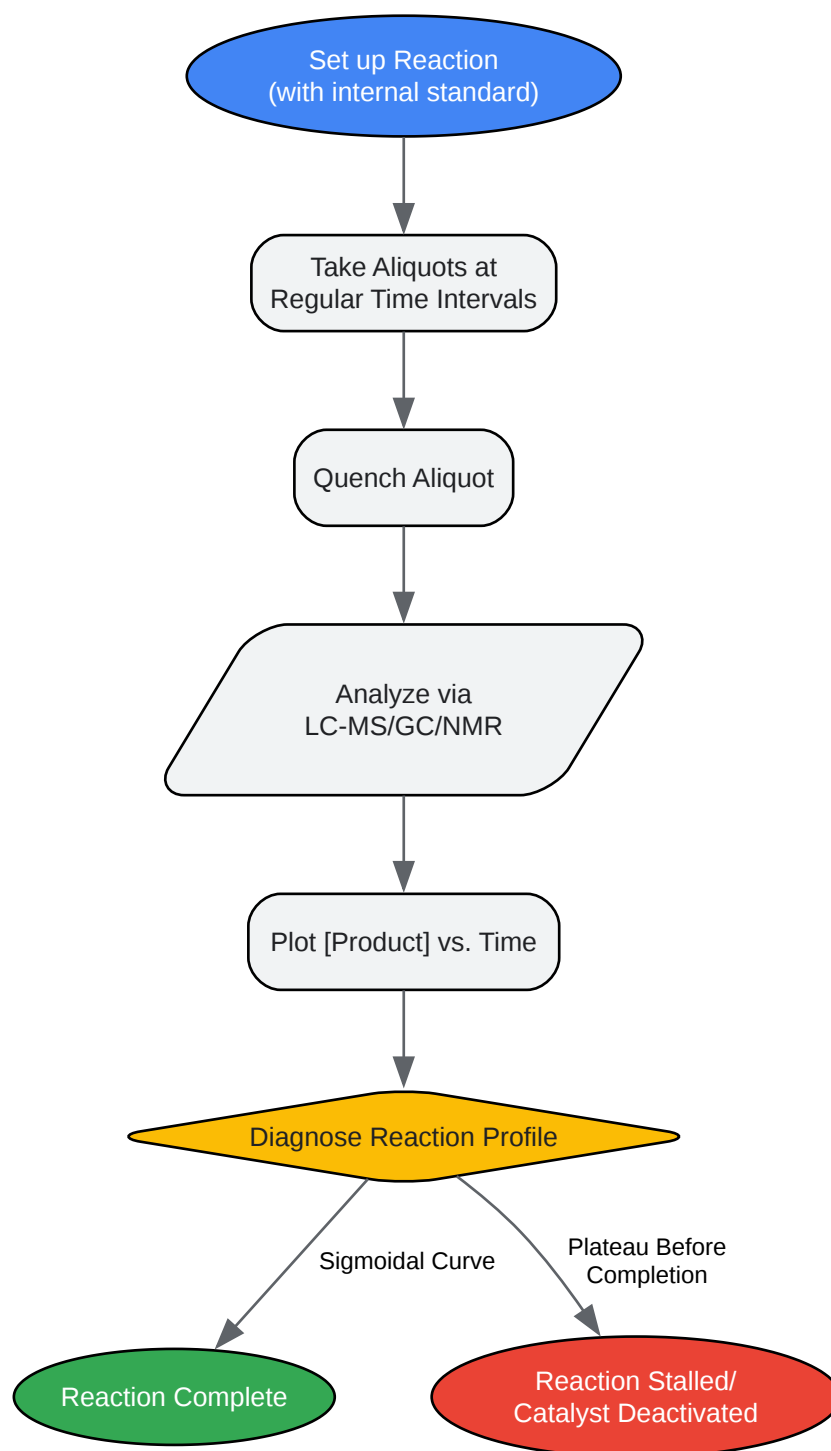 Set up Reaction
(with internal standard)
Take Aliquots at
Regular Time Intervals
Quench Aliquot
Analyze via
LC-MS/GC/NMR
Plot [Product] vs. Time
Diagnose Reaction Profile
Sigmoidal Curve
Plateau Before
Completion
Reaction Complete
Reaction Stalled/
Catalyst Deactivated